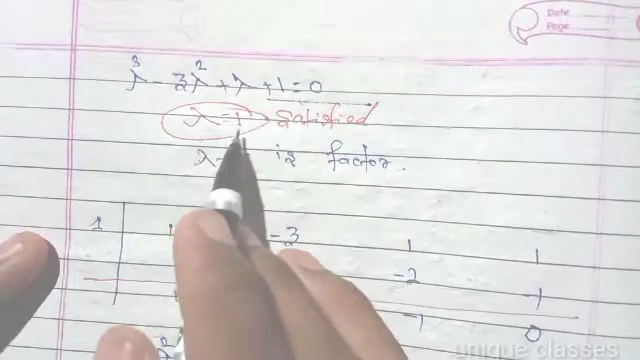 Date
Page
λ³ - 3λ² + λ + 1 = 0
λ = 1 satisfied
is factor.
1 -3 1 1
-2 -1
-1 0
unique classes